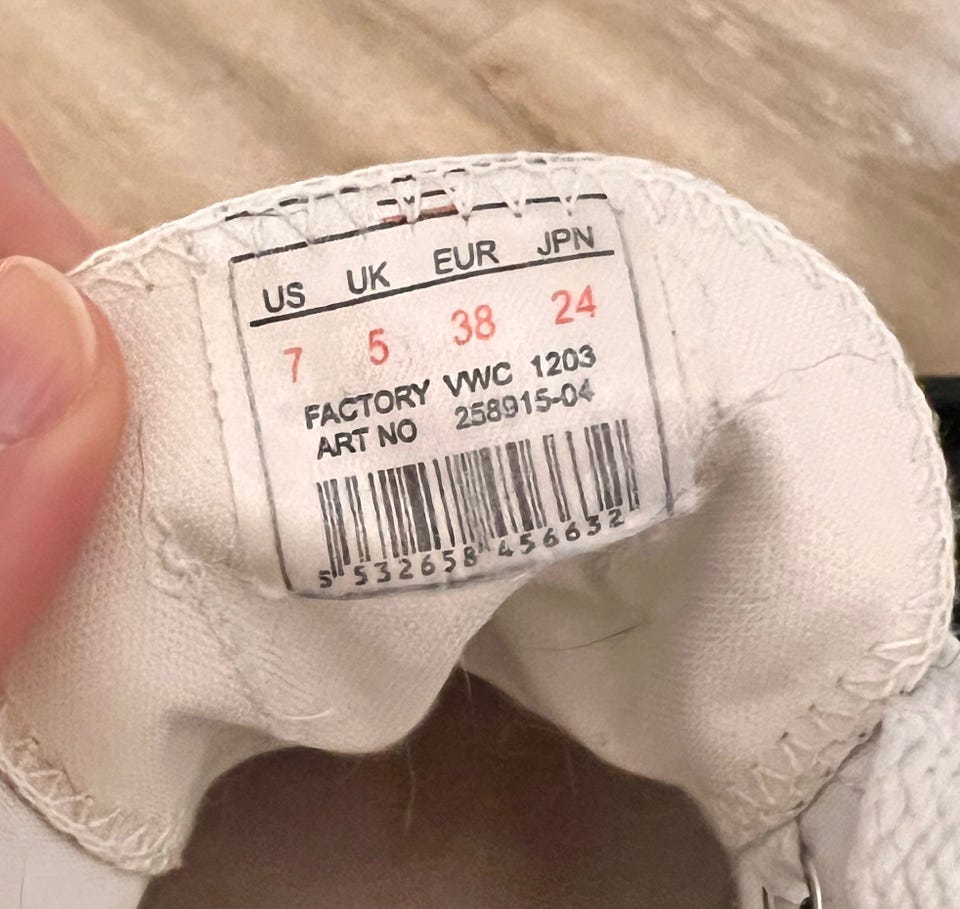 US UK EUR JPN
7 5 38 24
FACTORY VWC 1203
ART NO 258915-04
5 532658 456632